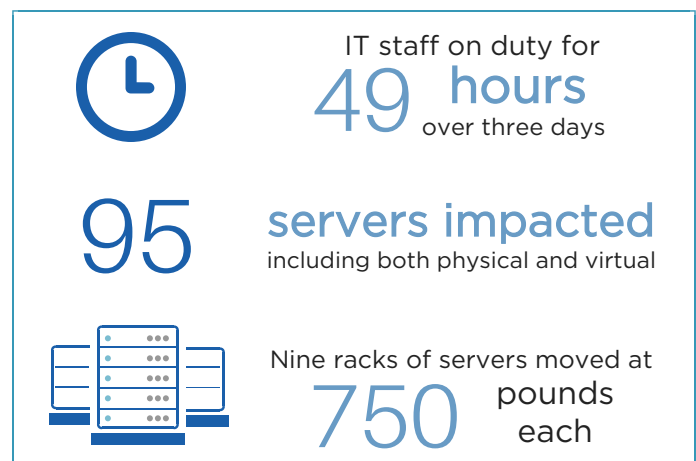 IT staff on duty for
49 hours
over three days
95 servers impacted
including both physical and virtual
Nine racks of servers moved at
750 pounds
each